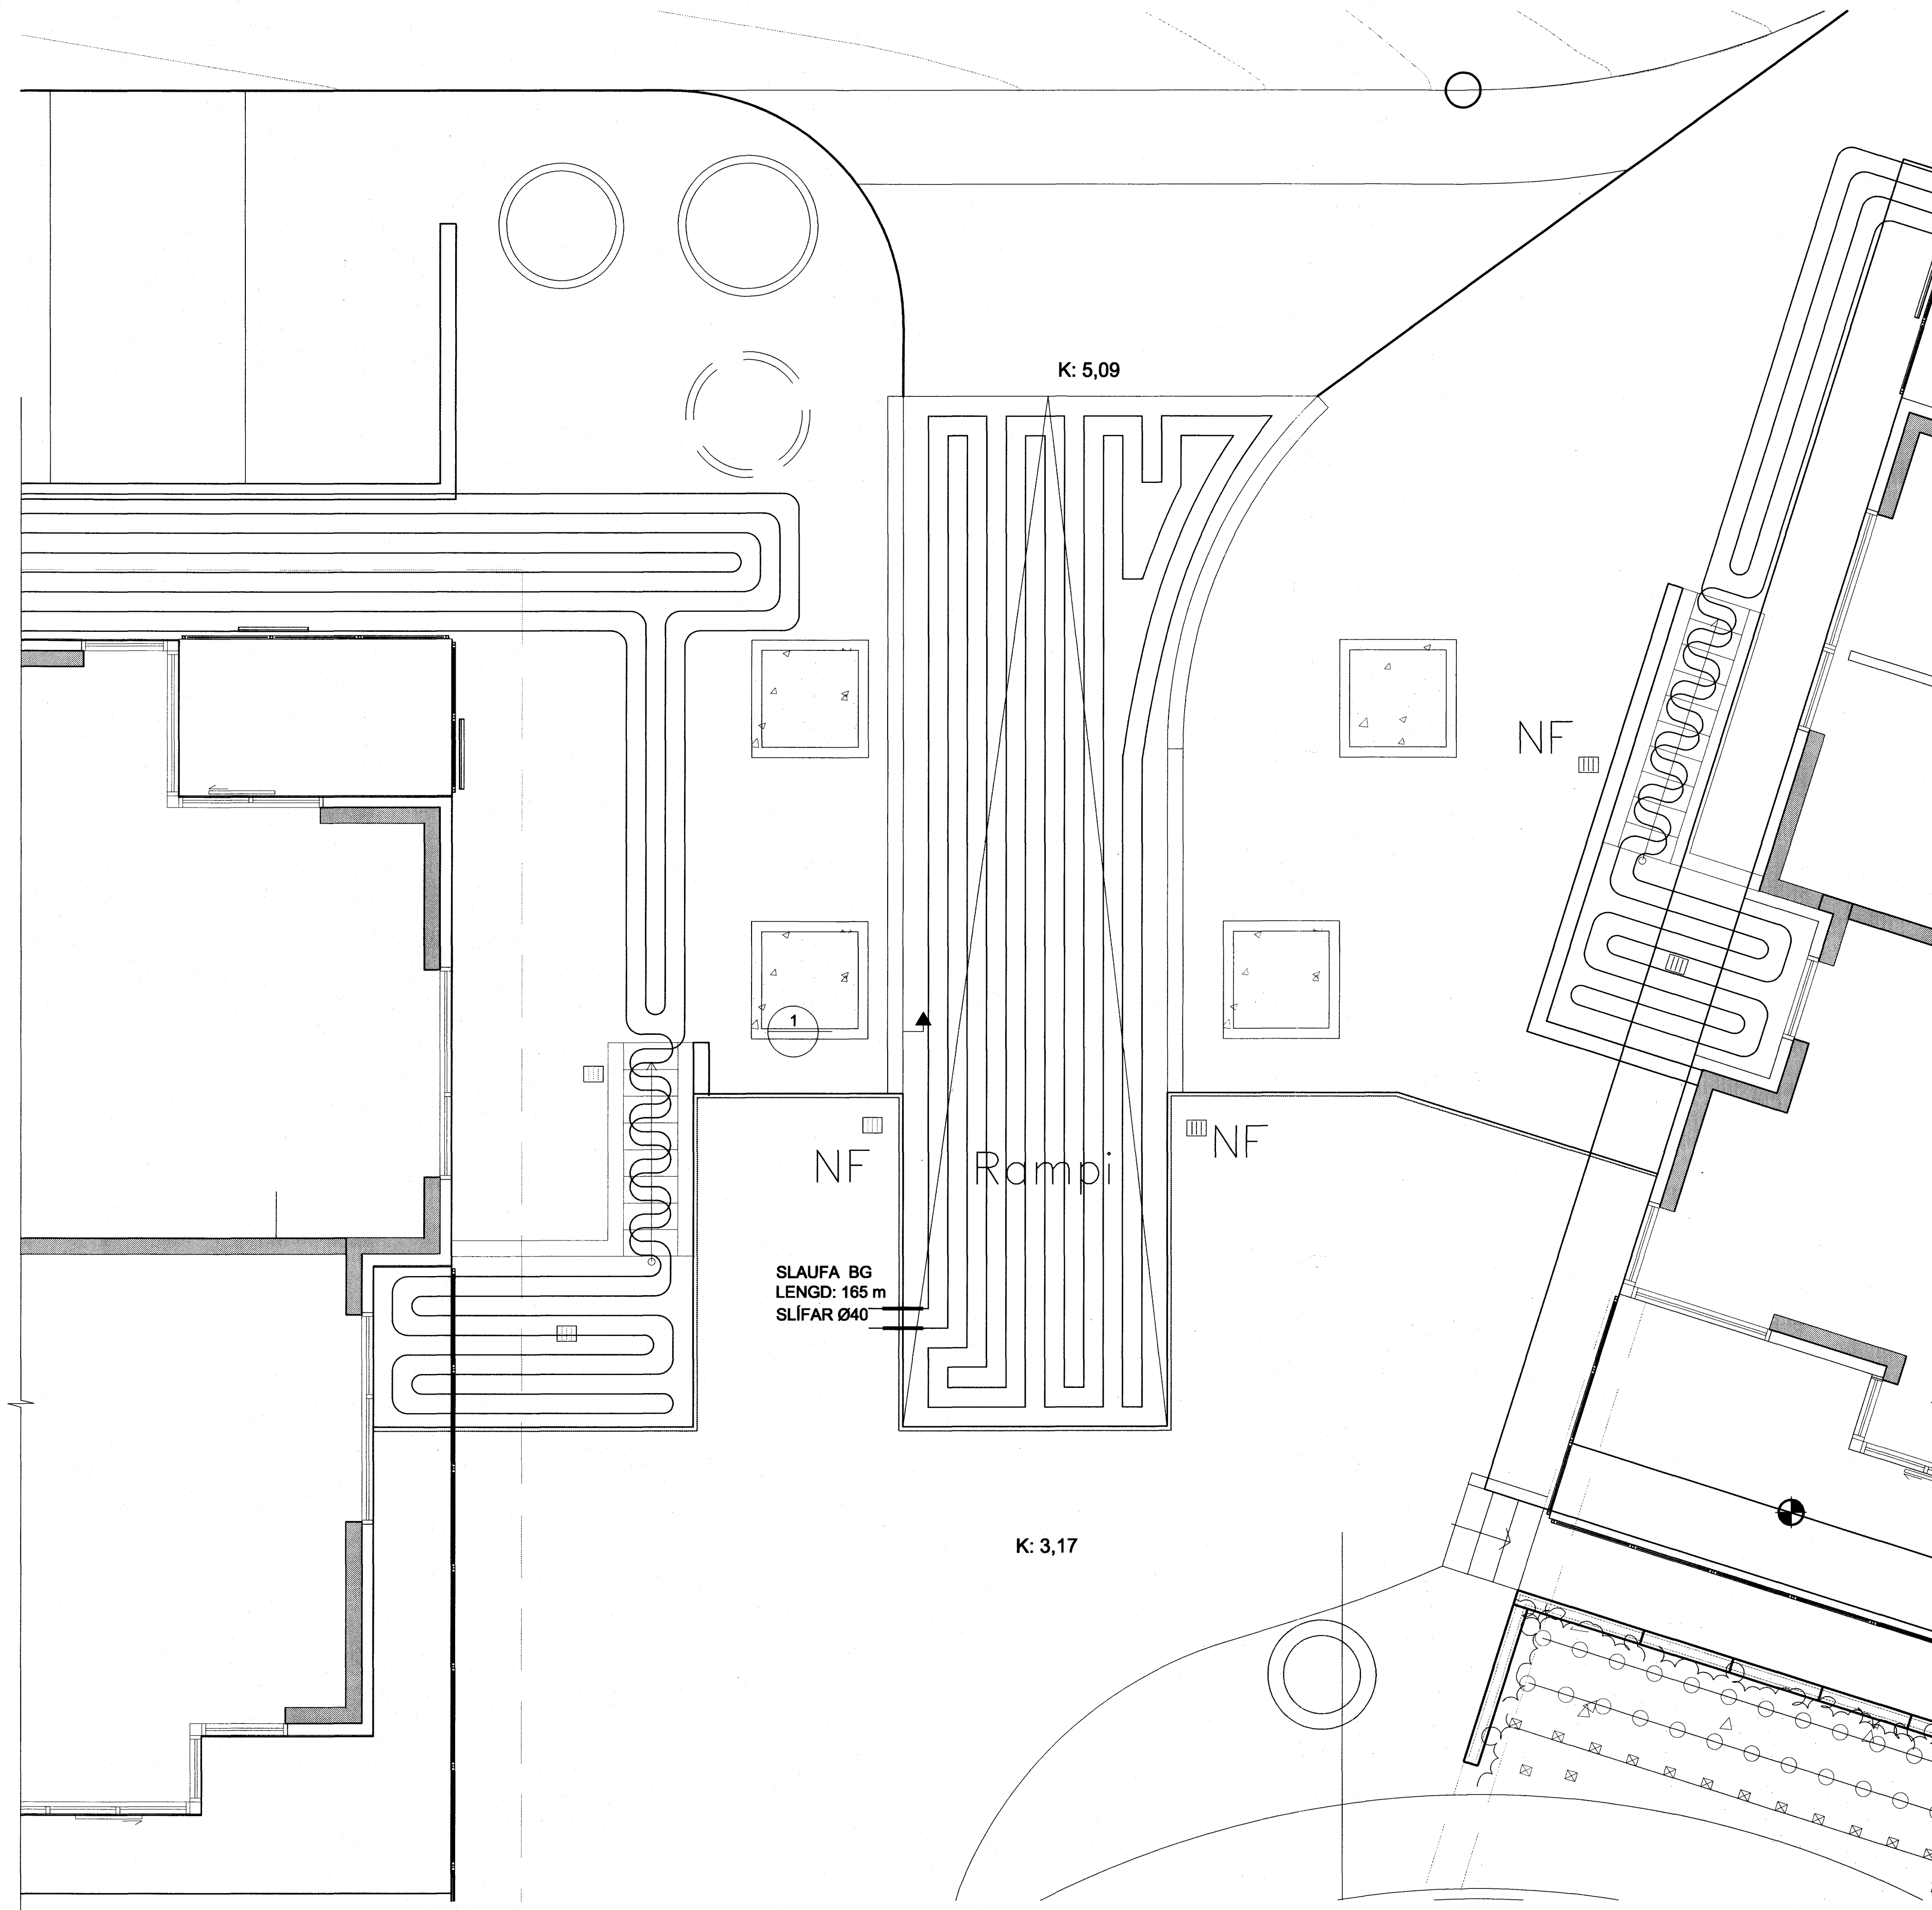 K: 5,09
NF
1
NF
Rampi
NF
SLAUFA BG
LENGD: 165 m
SLÍFAR Ø40
K: 3,17